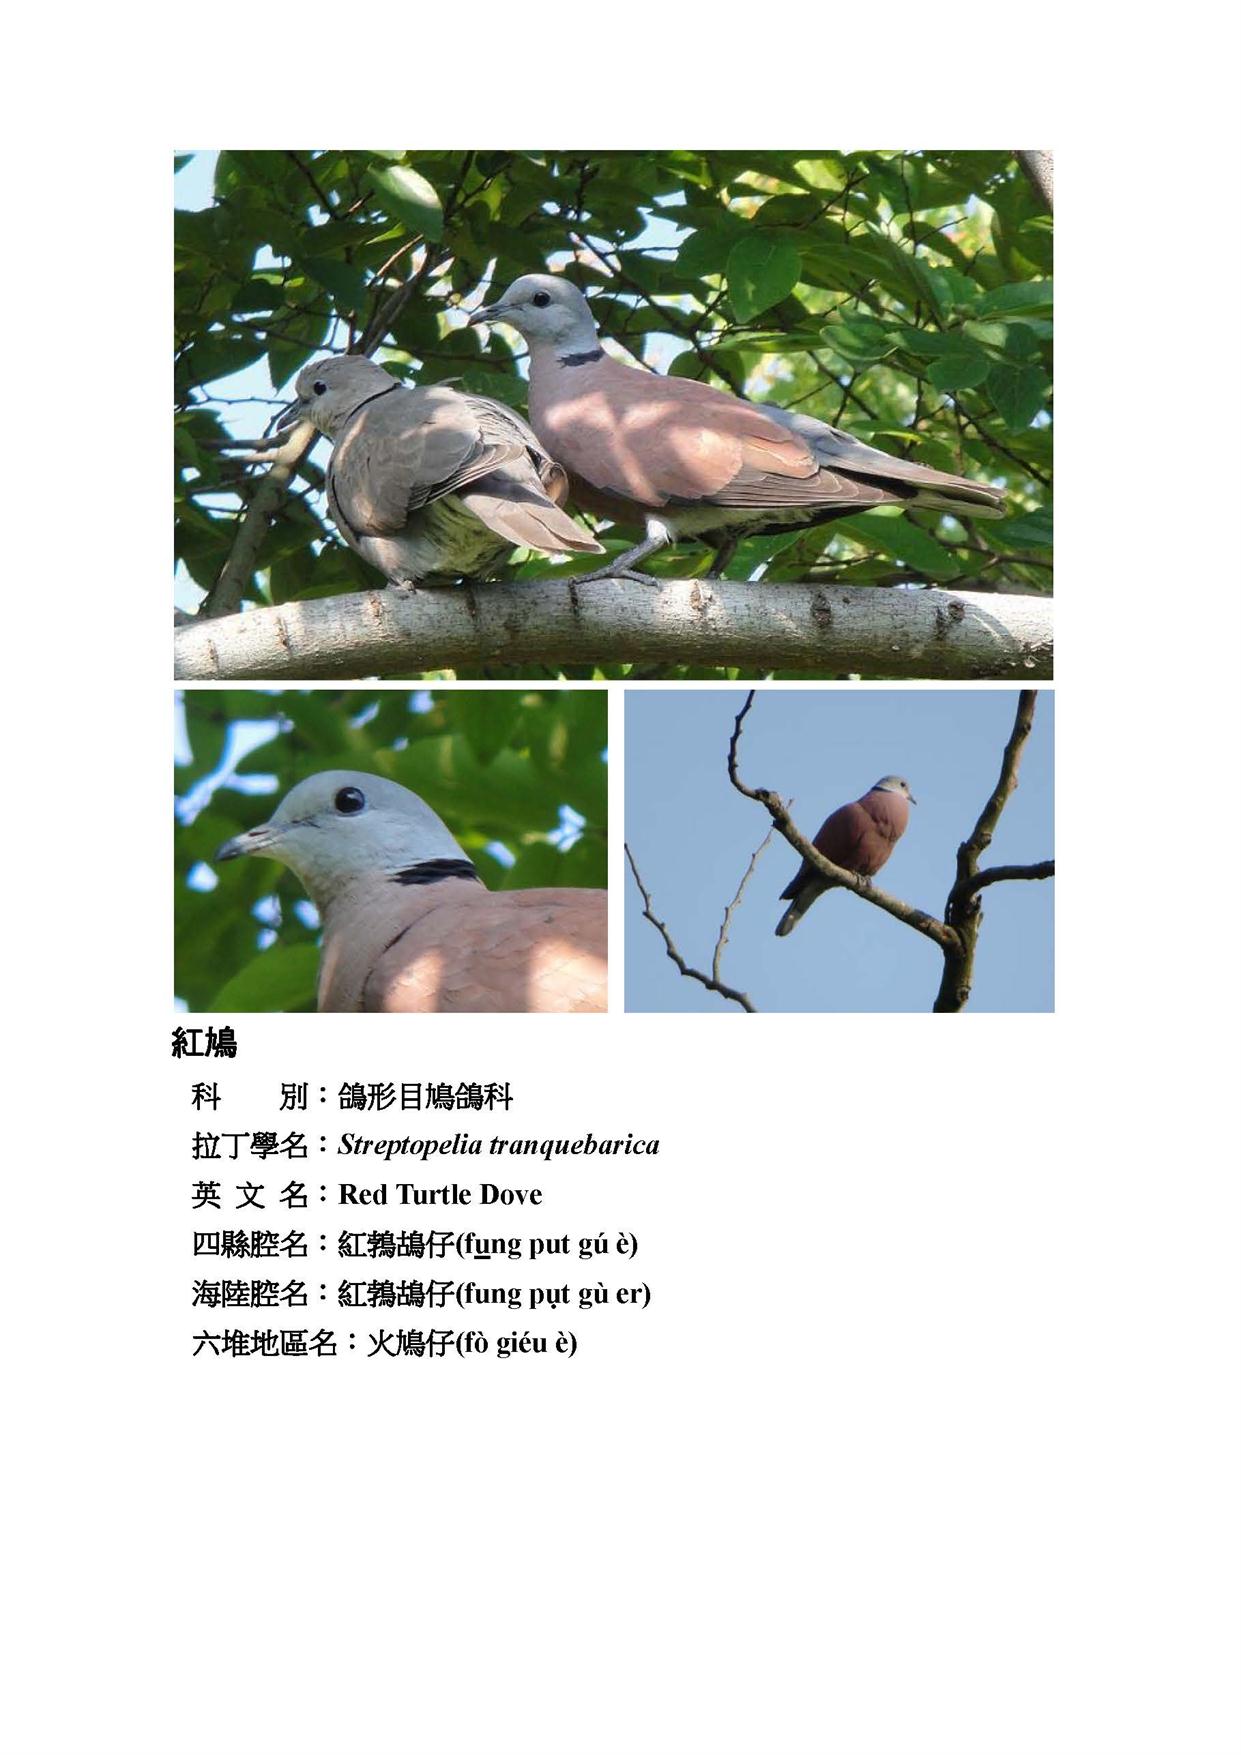 紅鳩
科　　別：鴿形目鳩鴿科
拉丁學名：Streptopelia tranquebarica
英 文 名：Red Turtle Dove
四縣腔名：紅鵓鴣仔(fung put gú è)
海陸腔名：紅鵓鴣仔(fung pụt gù er)
六堆地區名：火鳩仔(fò giéu è)